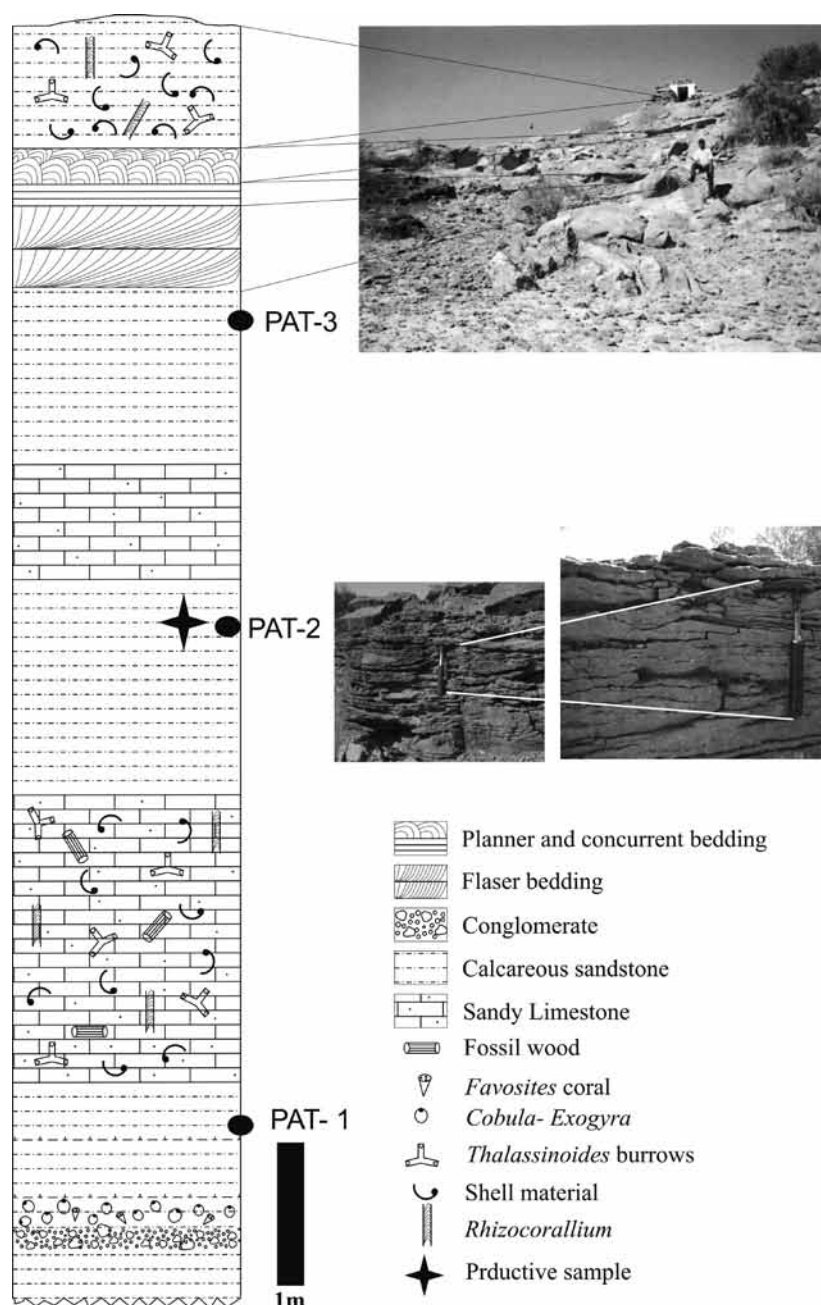 PAT-3
PAT-2
PAT- 1
1m
Planner and concurrent bedding
Flaser bedding
Conglomerate
Calcareous sandstone
Sandy Limestone
Fossil wood
Favosites coral
Cobula- Exogyra
Thalassinoides burrows
Shell material
Rhizocorallium
Prductive sample